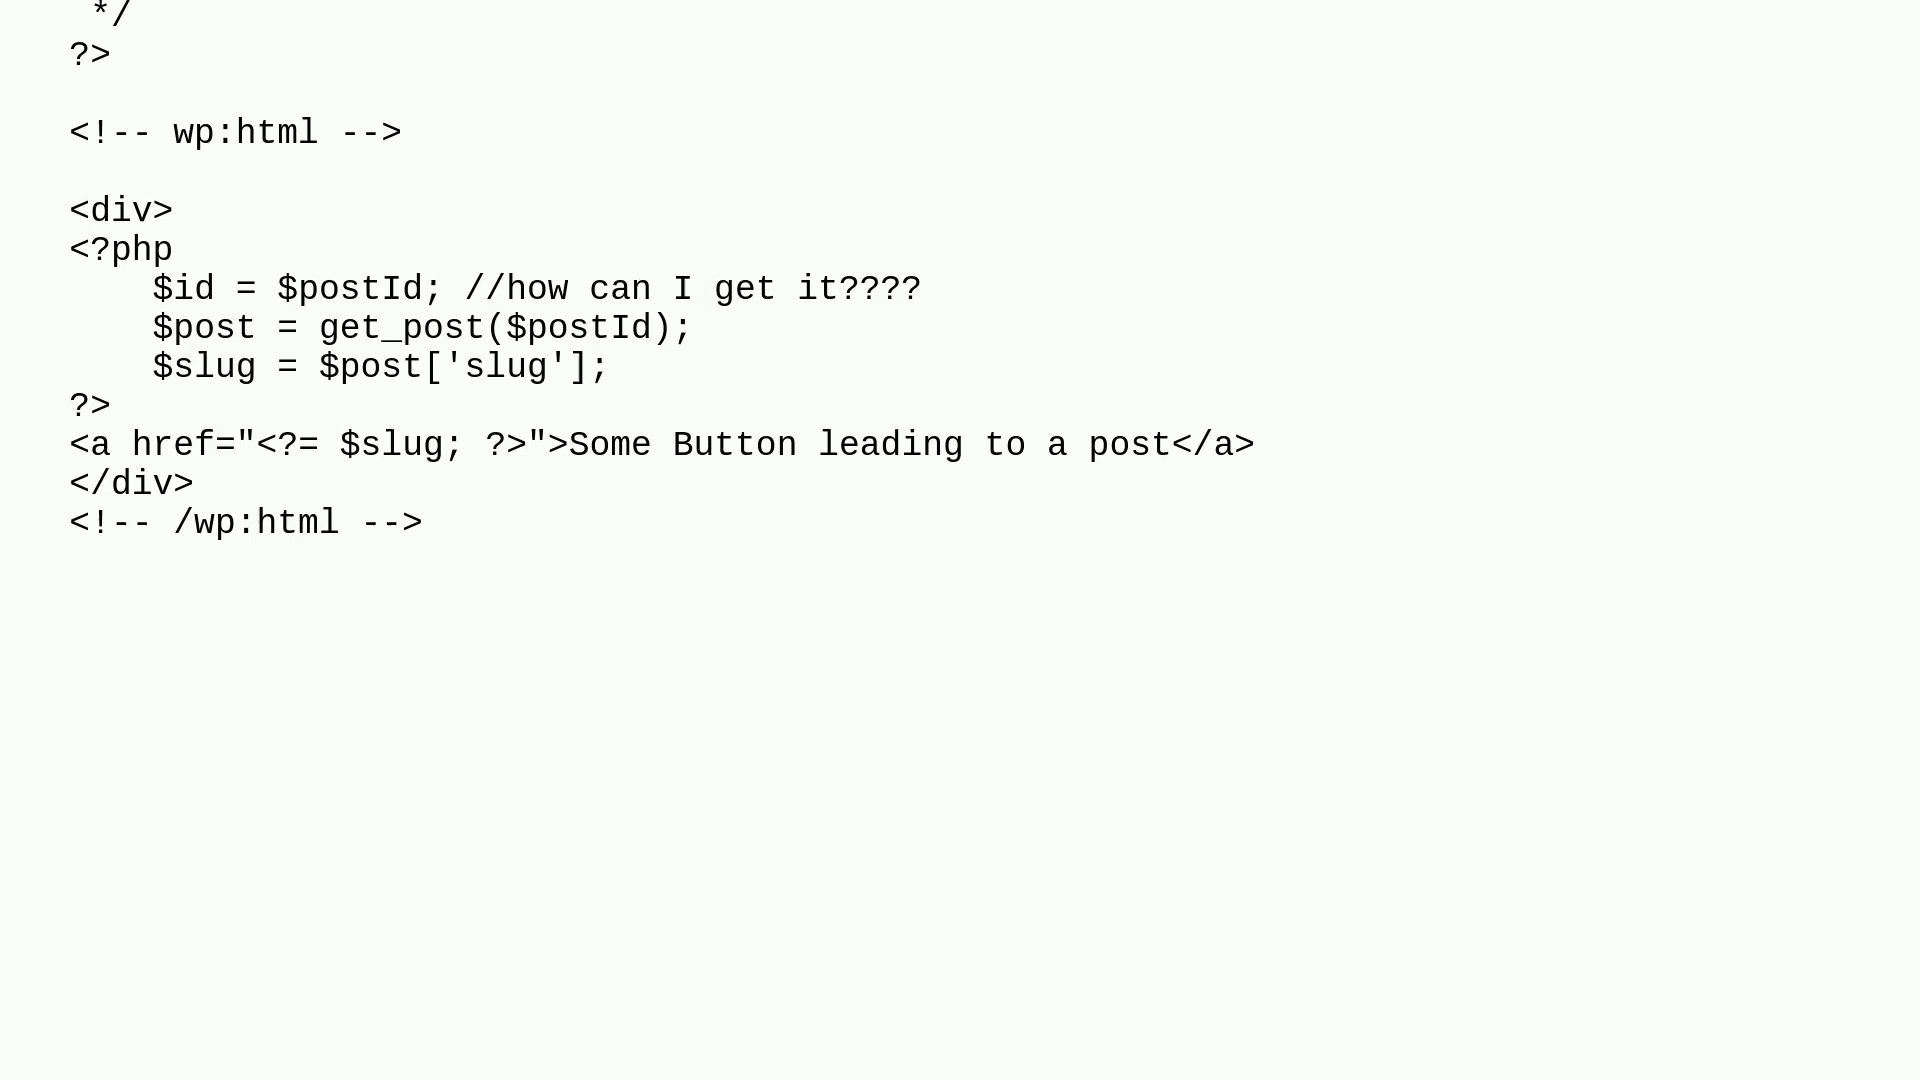 */
?>
<!-- wp:html -->
<div>
<?php
$id = $postId; //how can I get it????
$post = get_post($postId);
$slug = $post['slug'];
?>
<a href="<?= $slug; ?>">Some Button leading to a post</a>
</div>
<!-- /wp:html -->